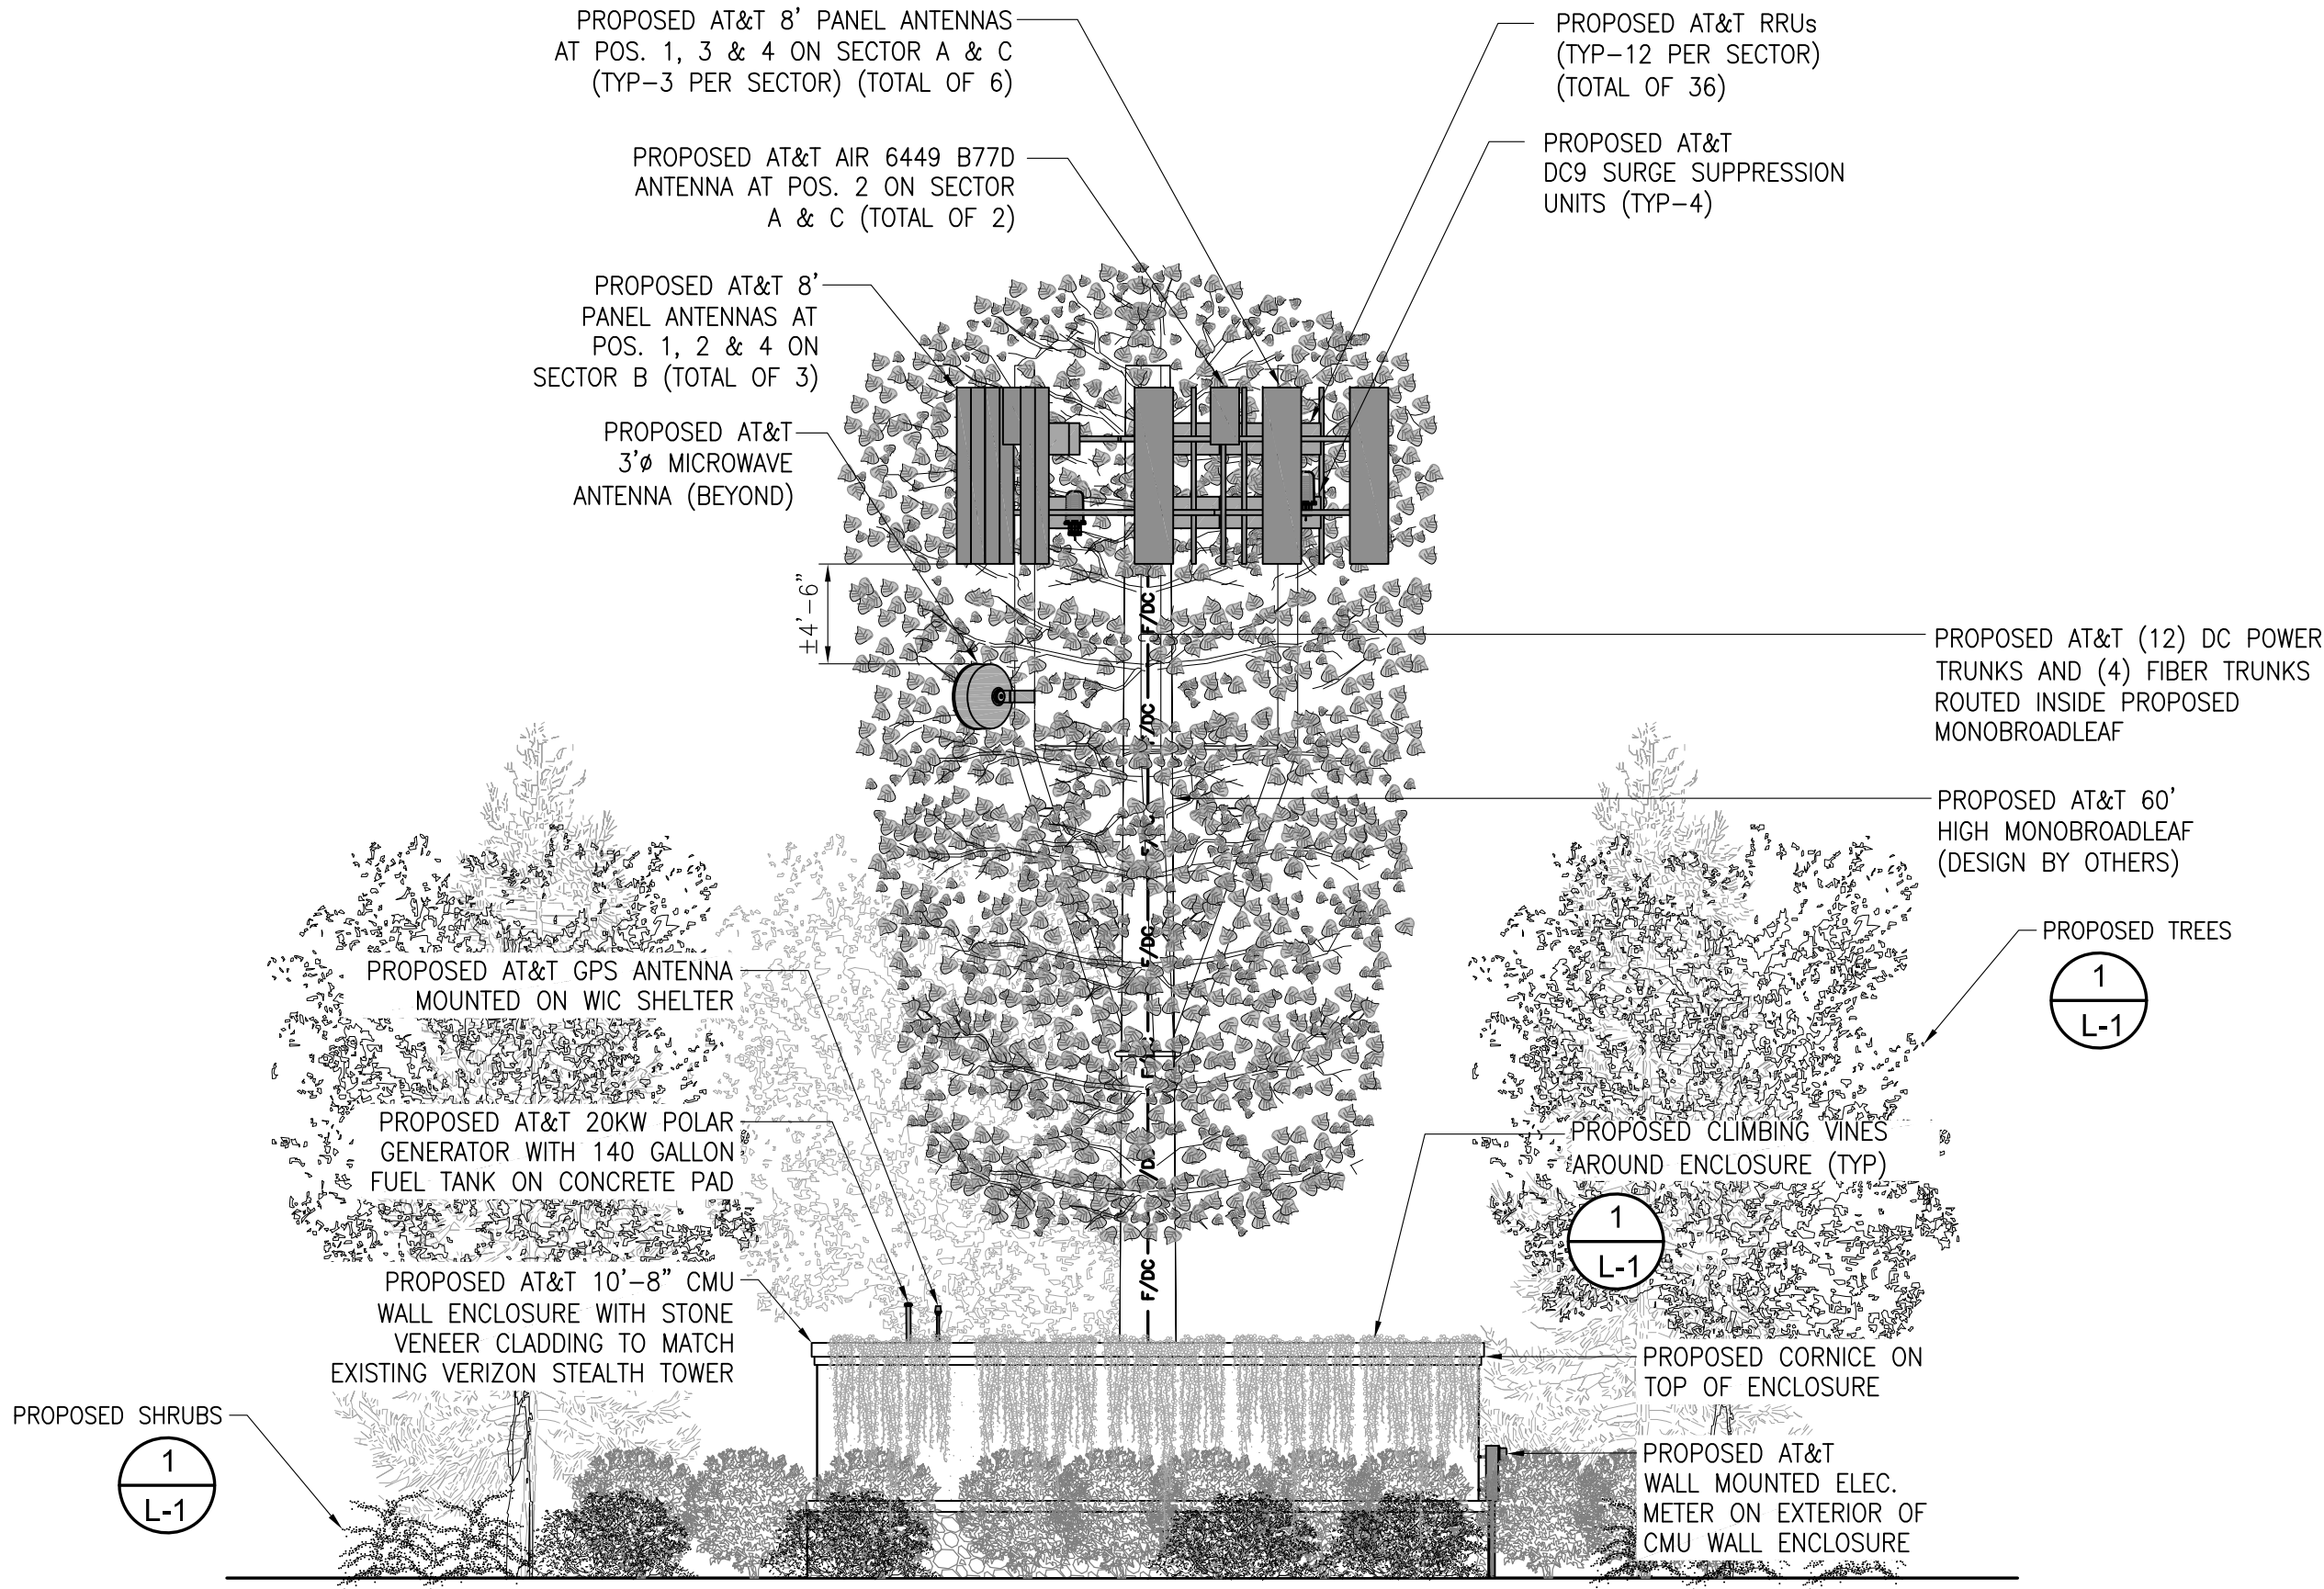 PROPOSED AT&T 8' PANEL ANTENNAS
AT POS. 1, 3 & 4 ON SECTOR A & C
(TYP-3 PER SECTOR) (TOTAL OF 6)
PROPOSED AT&T RRUs
(TYP-12 PER SECTOR)
(TOTAL OF 36)
PROPOSED AT&T AIR 6449 B77D
ANTENNA AT POS. 2 ON SECTOR
A & C (TOTAL OF 2)
PROPOSED AT&T
DC9 SURGE SUPPRESSION
UNITS (TYP-4)
PROPOSED AT&T 8'
PANEL ANTENNAS AT
POS. 1, 2 & 4 ON
SECTOR B (TOTAL OF 3)
PROPOSED AT&T
3'ø MICROWAVE
ANTENNA (BEYOND)
±4'-6"
F/DC
/DC
F/DC
F/DC
PROPOSED AT&T (12) DC POWER
TRUNKS AND (4) FIBER TRUNKS
ROUTED INSIDE PROPOSED
MONOBROADLEAF
PROPOSED AT&T 60'
HIGH MONOBROADLEAF
(DESIGN BY OTHERS)
PROPOSED TREES
1
L-1
PROPOSED AT&T GPS ANTENNA
MOUNTED ON WIC SHELTER
PROPOSED AT&T 20KW POLAR
GENERATOR WITH 140 GALLON
FUEL TANK ON CONCRETE PAD
PROPOSED CLIMBING VINES
AROUND ENCLOSURE (TYP)
1
L-1
PROPOSED AT&T 10'-8" CMU
WALL ENCLOSURE WITH STONE
VENEER CLADDING TO MATCH
EXISTING VERIZON STEALTH TOWER
PROPOSED CORNICE ON
TOP OF ENCLOSURE
PROPOSED SHRUBS
1
L-1
PROPOSED AT&T
WALL MOUNTED ELEC.
METER ON EXTERIOR OF
CMU WALL ENCLOSURE